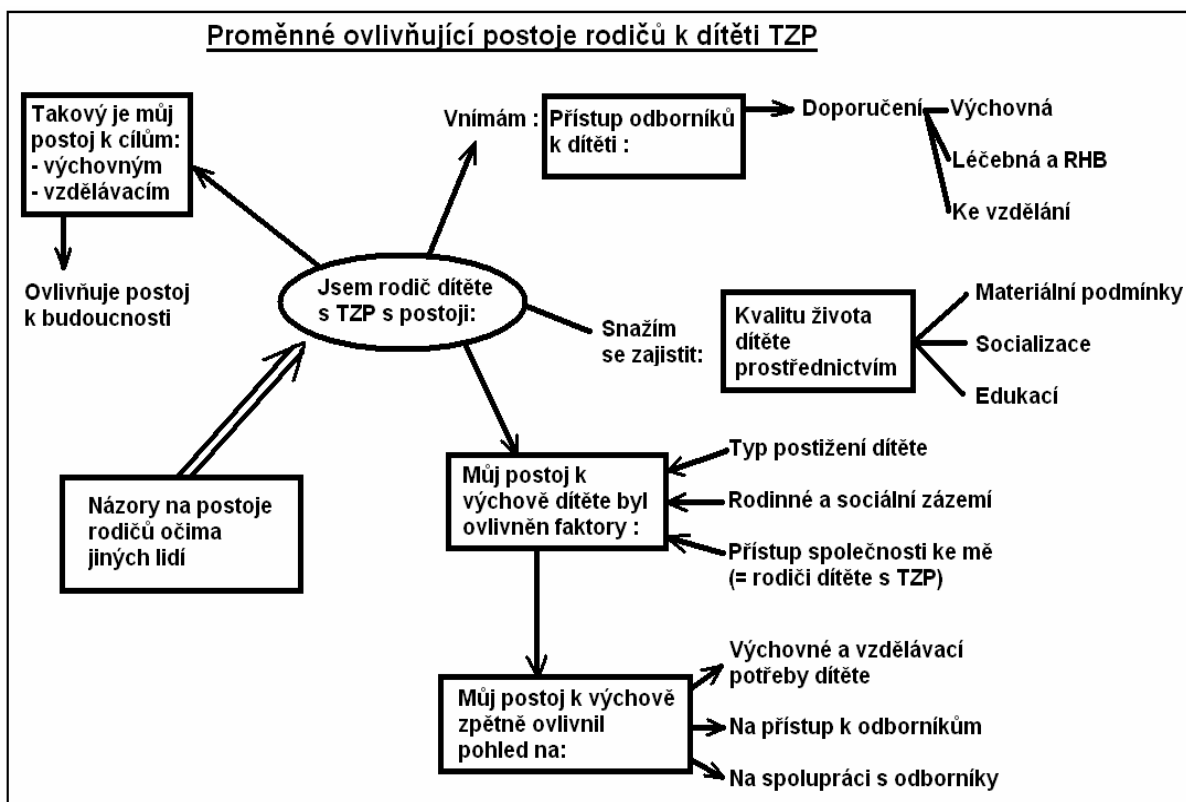 Proměnné ovlivňující postoje rodičů k dítěti TZP
Takový je můj
postoj k cílům:
- výchovným
- vzdělávacím
Ovlivňuje postoj
k budoucnosti
Vnímám :
Přístup odborníků
k dítěti :
Doporučení
Výchovná
Léčebná a RHB
Ke vzdělání
Jsem rodič dítěte
s TZP s postoji:
Snažím
se zajistit:
Kvalitu života
dítěte
prostřednictvím
Materiální podmínky
Socializace
Edukací
Názory na postoje
rodičů očima
jiných lidí
Můj postoj k
výchově dítěte byl
ovlivněn faktory :
Typ postižení dítěte
Rodinné a sociální zázemí
Přístup společnosti ke mě
(= rodiči dítěte s TZP)
Můj postoj k výchově
zpětně ovlivnil
pohled na:
Výchovné a vzdělávací
potřeby dítěte
Na přístup k odborníkům
Na spolupráci s odborníky